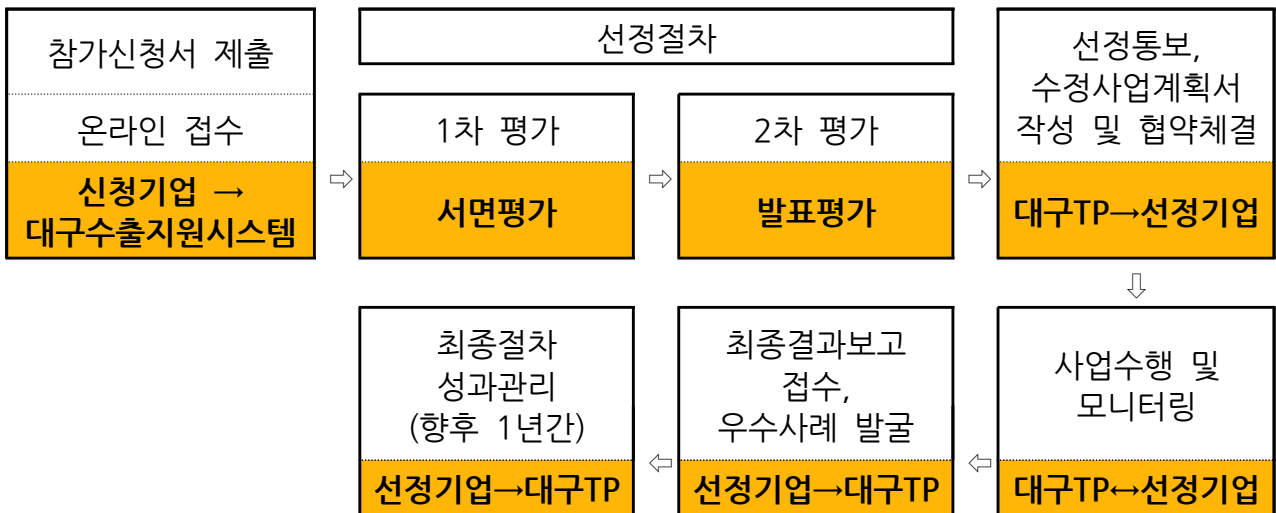 참가신청서 제출
온라인 접수
신청기업 →
대구수출지원시스템
⇨
선정절차
1차 평가
서면평가
⇨
2차 평가
발표평가
⇨
선정통보,
수정사업계획서
작성 및 협약체결
대구TP→선정기업
⇩
사업수행 및
모니터링
대구TP↔선정기업
⇦
최종결과보고
접수,
우수사례 발굴
선정기업→대구TP
⇦
최종절차
성과관리
(향후 1년간)
선정기업→대구TP